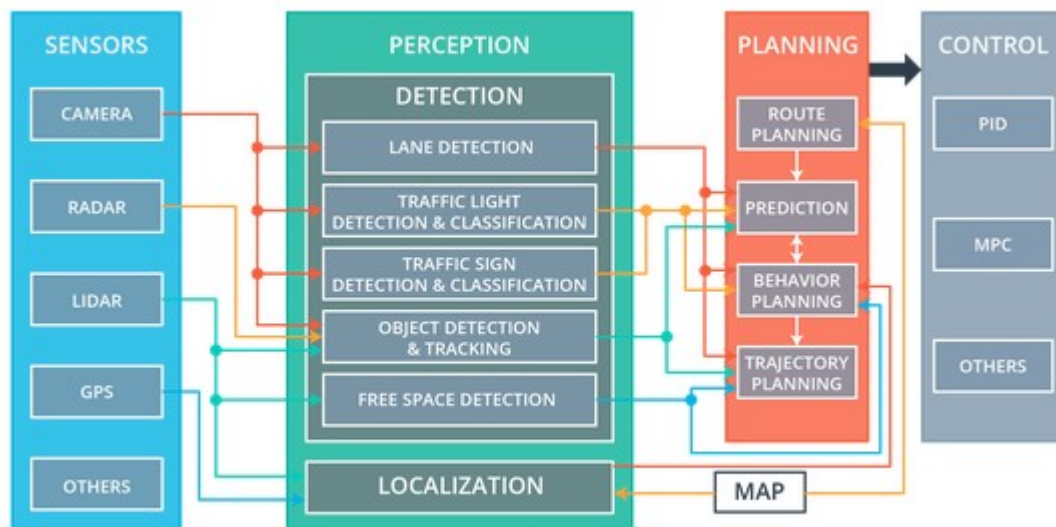 SENSORS
CAMERA
RADAR
LIDAR
GPS
OTHERS
PERCEPTION
DETECTION
LANE DETECTION
TRAFFIC LIGHT
DETECTION & CLASSIFICATION
TRAFFIC SIGN
DETECTION & CLASSIFICATION
OBJECT DETECTION
& TRACKING
FREE SPACE DETECTION
LOCALIZATION
PLANNING
ROUTE
PLANNING
PREDICTION
BEHAVIOR
PLANNING
TRAJECTORY
PLANNING
MAP
CONTROL
PID
MPC
OTHERS